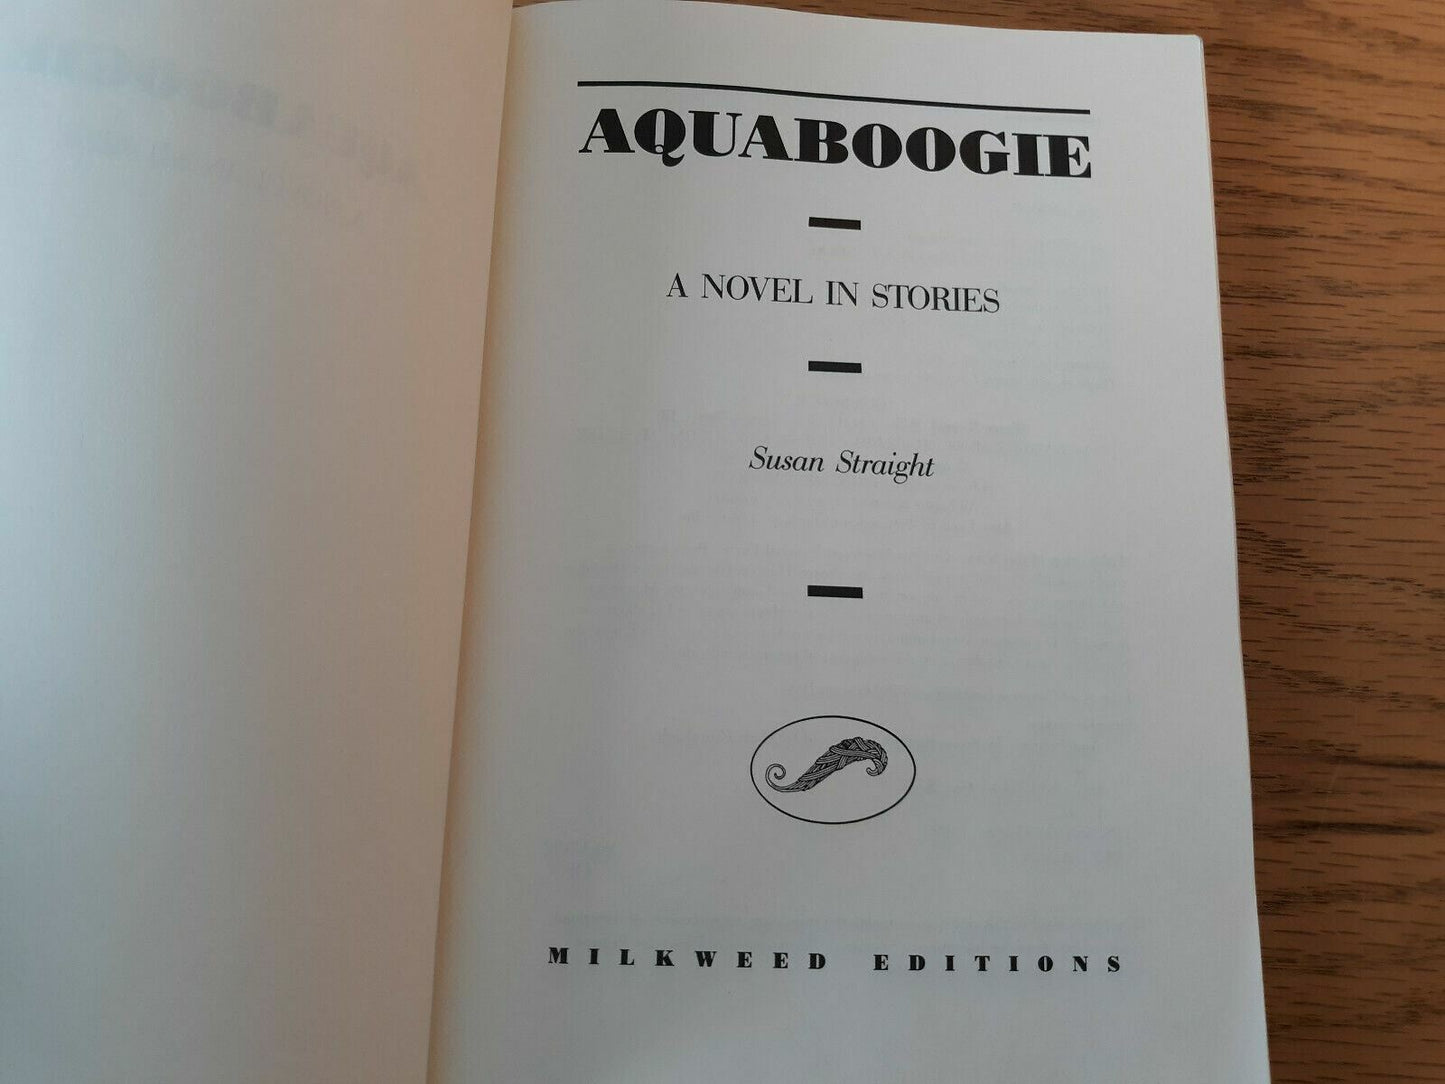 AQUABOOGIE
A NOVEL IN STORIES
Susan Straight
MILKWEED EDITIONS